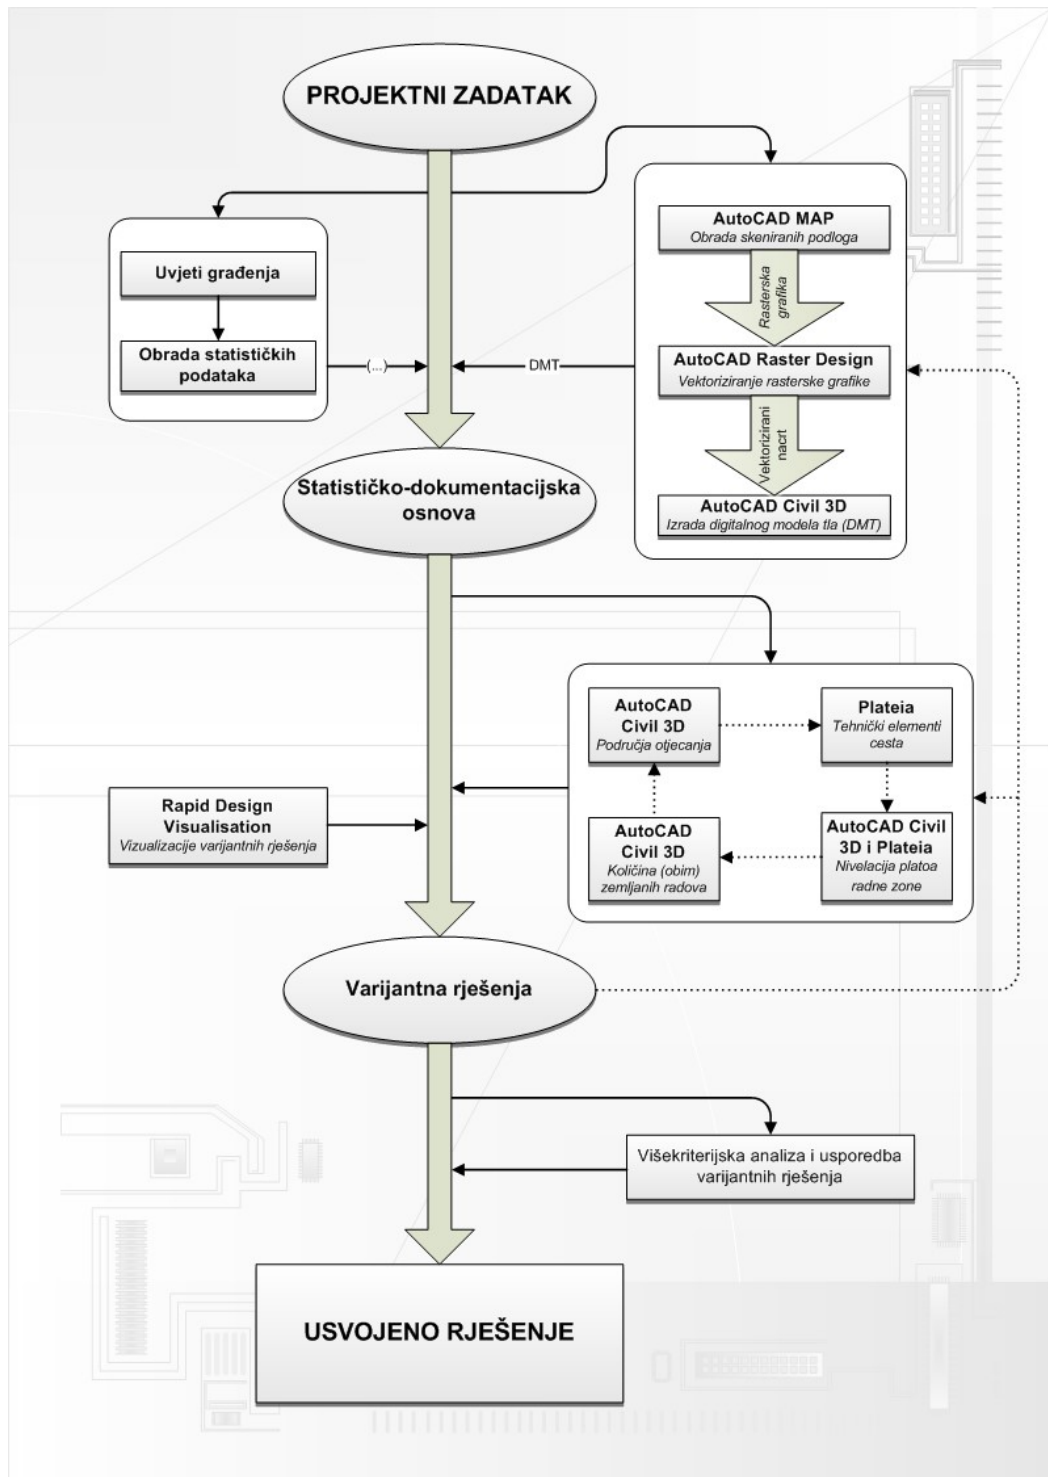 PROJEKTNI ZADATAK
AutoCAD MAP
Obrada skeniranih podloga
Uvjeti građenja
Rasterska
grafika
Obrada statističkih
podataka
(...)
DMT
AutoCAD Raster Design
Vektoriziranje rasterske grafike
Vektorizirani
nacrt
Statističko-dokumentacijska
osnova
AutoCAD Civil 3D
Izrada digitalnog modela tla (DMT)
AutoCAD
Civil 3D
Područja otjecanja
Plateia
Tehnički elementi
cesta
Rapid Design
Visualisation
Vizualizacije varijantnih rješenja
AutoCAD
Civil 3D
Količina (obim)
zemljanih radova
AutoCAD Civil
3D i Plateia
Nivelacija platoa
radne zone
Varijantna rješenja
Višekriterijska analiza i usporedba
varijantnih rješenja
USVOJENO RJEŠENJE